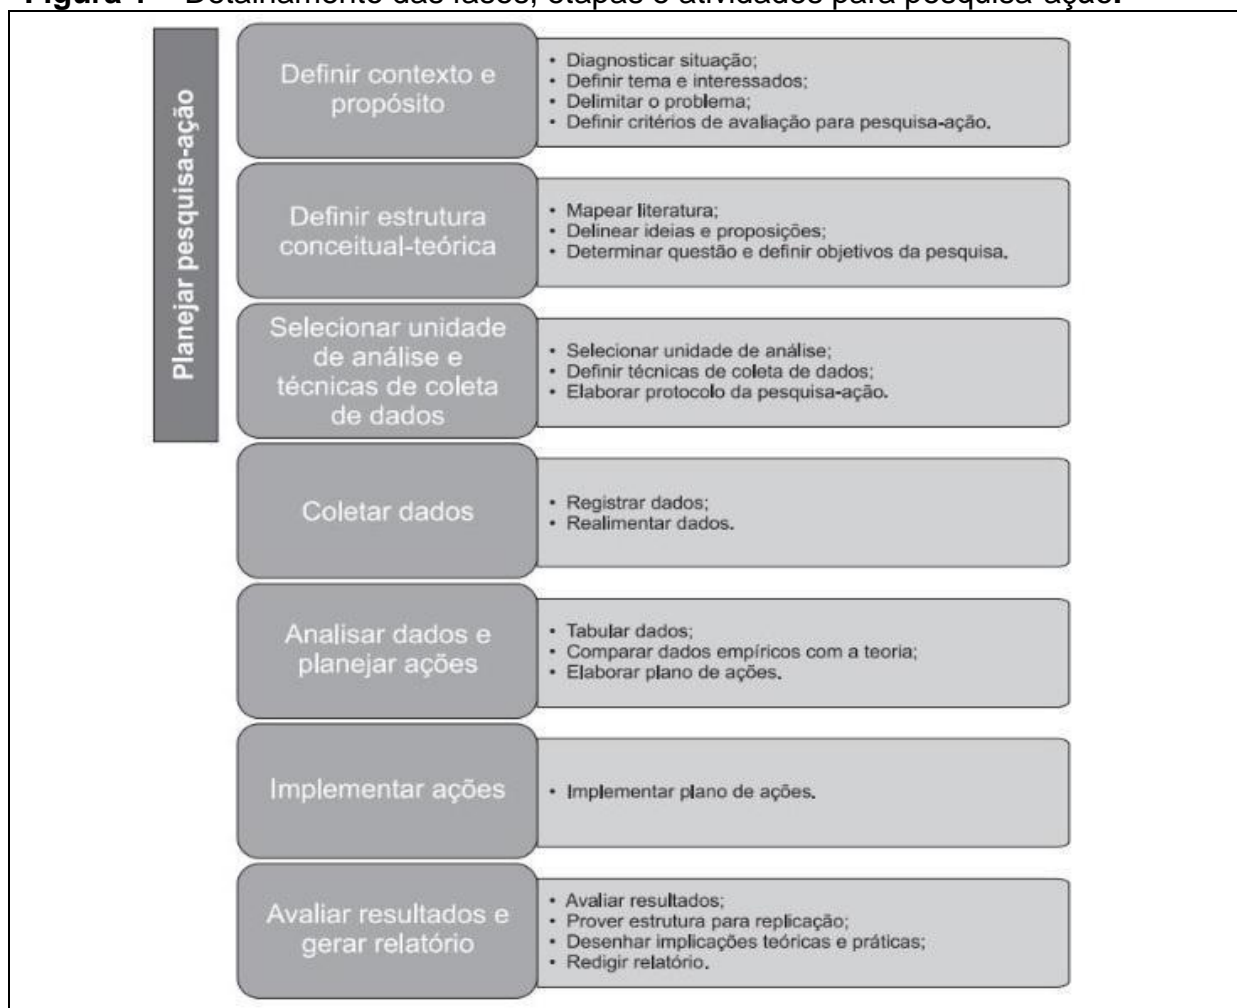 Planejar pesquisa-ação
Definir contexto e
propósito
• Diagnosticar situação;
• Definir tema e interessados;
• Delimitar o problema;
• Definir critérios de avaliação para pesquisa-ação.
Definir estrutura
conceitual-teórica
• Mapear literatura;
• Delinear ideias e proposições;
• Determinar questão e definir objetivos da pesquisa.
Selecionar unidade
de análise e
técnicas de coleta
de dados
• Selecionar unidade de análise;
• Definir técnicas de coleta de dados;
• Elaborar protocolo da pesquisa-ação.
Coletar dados
• Registrar dados;
• Realimentar dados.
Analisar dados e
planejar ações
• Tabular dados;
• Comparar dados empíricos com a teoria;
• Elaborar plano de ações.
Implementar ações
• Implementar plano de ações.
Avaliar resultados e
gerar relatório
• Avaliar resultados;
• Prover estrutura para replicação;
• Desenhar implicações teóricas e práticas;
• Redigir relatório.